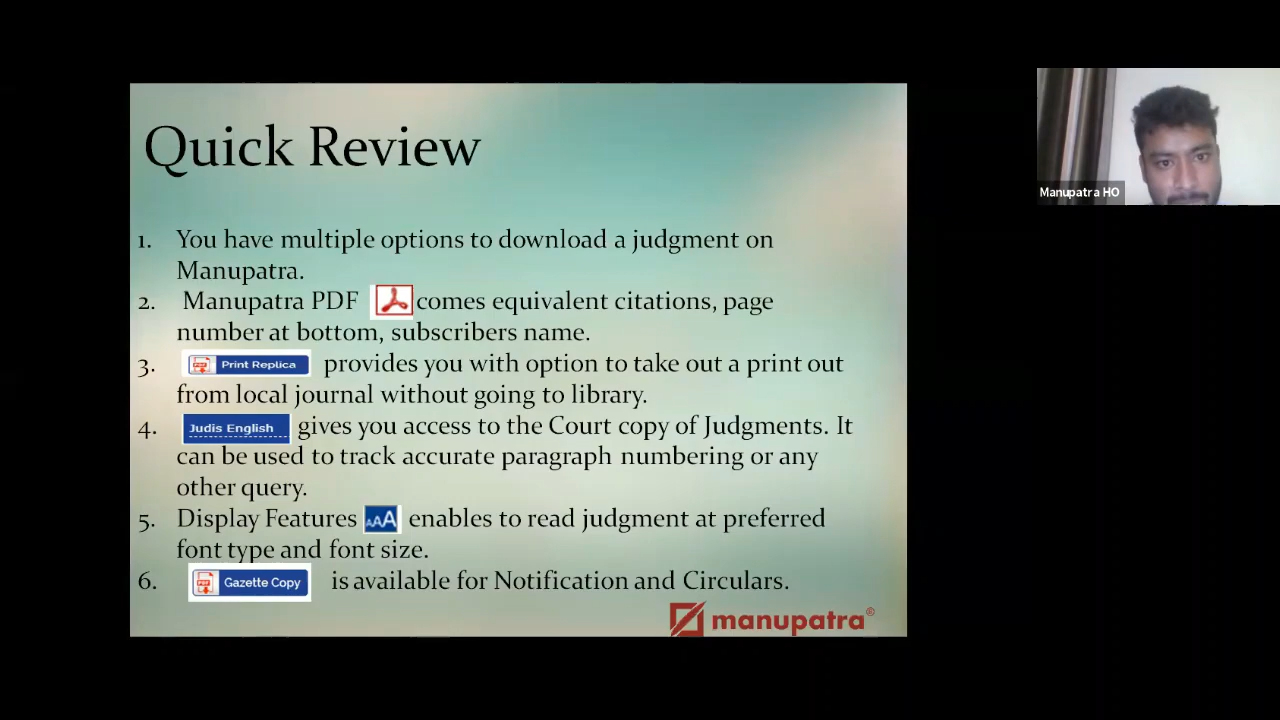 Quick Review
Manupatra HO
1. You have multiple options to download a judgment on
Manupatra.
2. Manupatra PDF comes equivalent citations, page
number at bottom, subscribers name.
3. PDF Print Replica provides you with option to take out a print out
from local journal without going to library.
4. Judis English gives you access to the Court copy of Judgments. It
can be used to track accurate paragraph numbering or any
other query.
5. Display Features AAA enables to read judgment at preferred
font type and font size.
6. PDF Gazette Copy is available for Notification and Circulars.
manupatra®